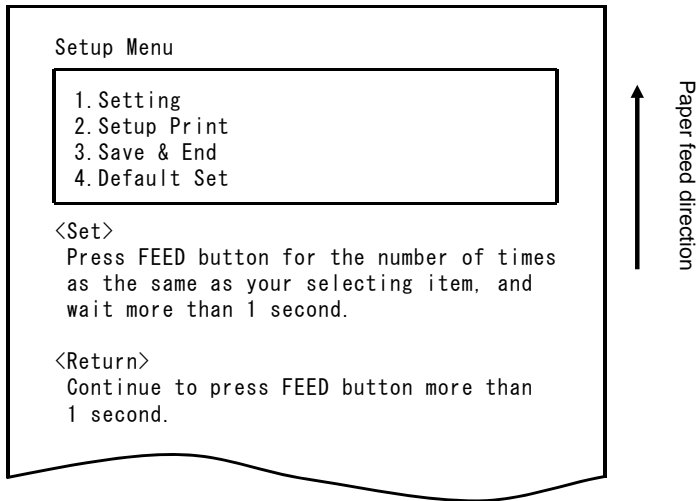 Setup Menu
1.Setting
2.Setup Print
3.Save & End
4.Default Set
<Set>
Press FEED button for the number of times
as the same as your selecting item, and
wait more than 1 second.
<Return>
Continue to press FEED button more than
1 second.
Paper feed direction